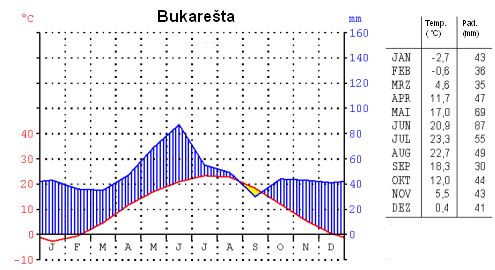 Bukarešta
°C
mm
160
140
120
100
40 80
30 60
20 40
10 20
0 0
-10
J F M A M J J A S O N D
Temp. Pad.
(°C) (mm)
JAN -2,7 43
FEB -0,6 36
MRZ 4,6 35
APR 11,7 47
MAI 17,0 69
JUN 20,9 87
JUL 23,3 55
AUG 22,7 49
SEP 18,3 30
OKT 12,0 44
NOV 5,5 43
DEZ 0,4 41